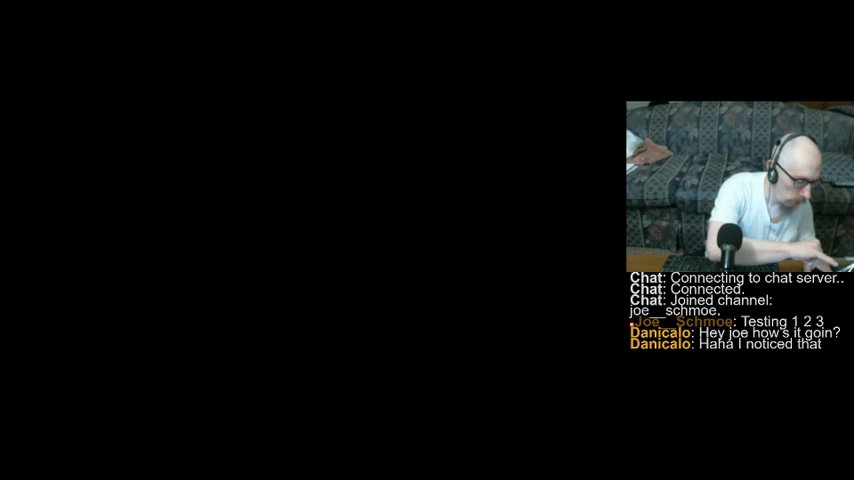 Chat: Connecting to chat server..
Chat: Connected.
Chat: Joined channel:
joe__schmoe.
Joe__Schmoe: Testing 1 2 3
Danicalo: Hey joe how's it goin?
Danicalo: Haha I noticed that